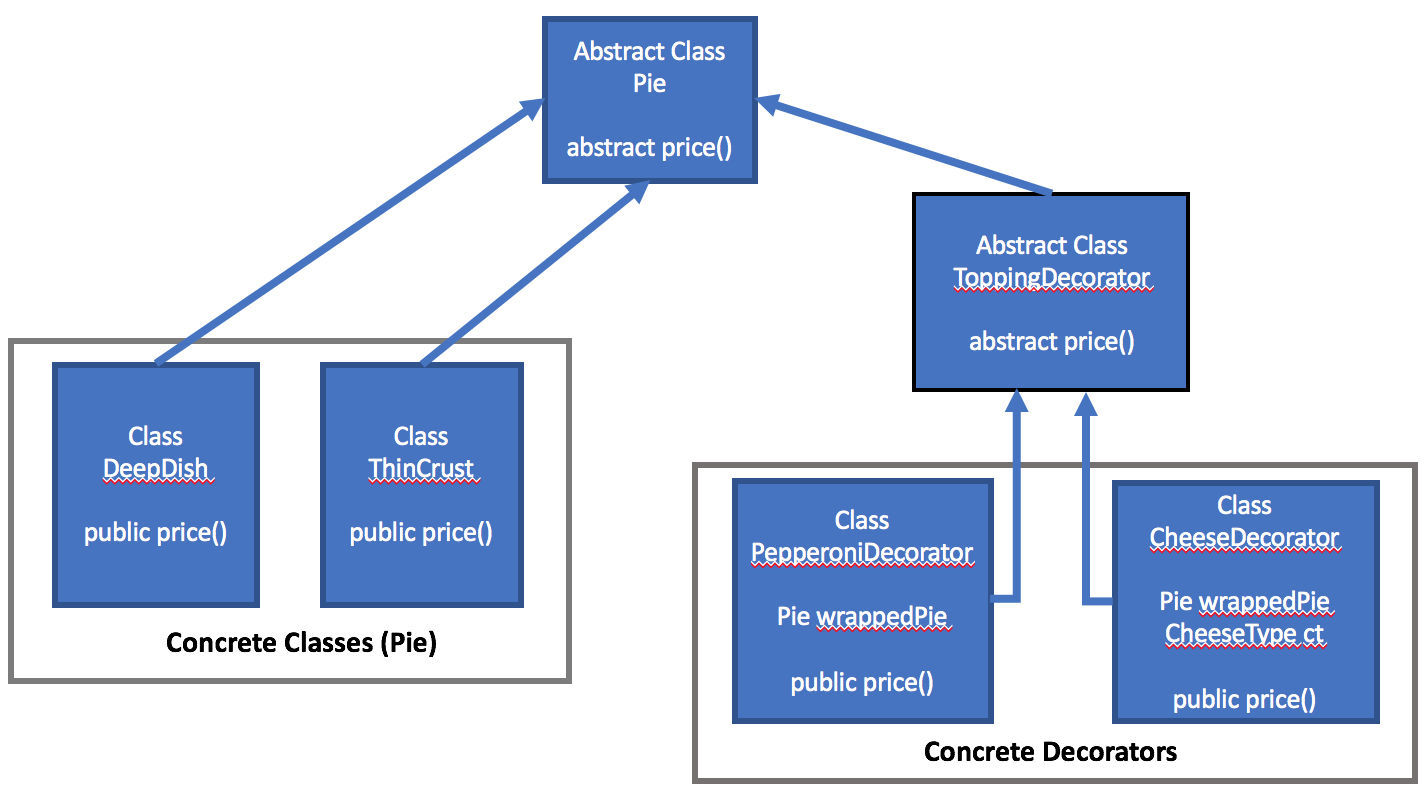 Abstract Class
Pie
abstract price()
Abstract Class
ToppingDecorator
abstract price()
Class
DeepDish
public price()
Class
ThinCrust
public price()
Concrete Classes (Pie)
Class
PepperoniDecorator
Pie wrappedPie
public price()
Class
CheeseDecorator
Pie wrappedPie
CheeseType ct
public price()
Concrete Decorators